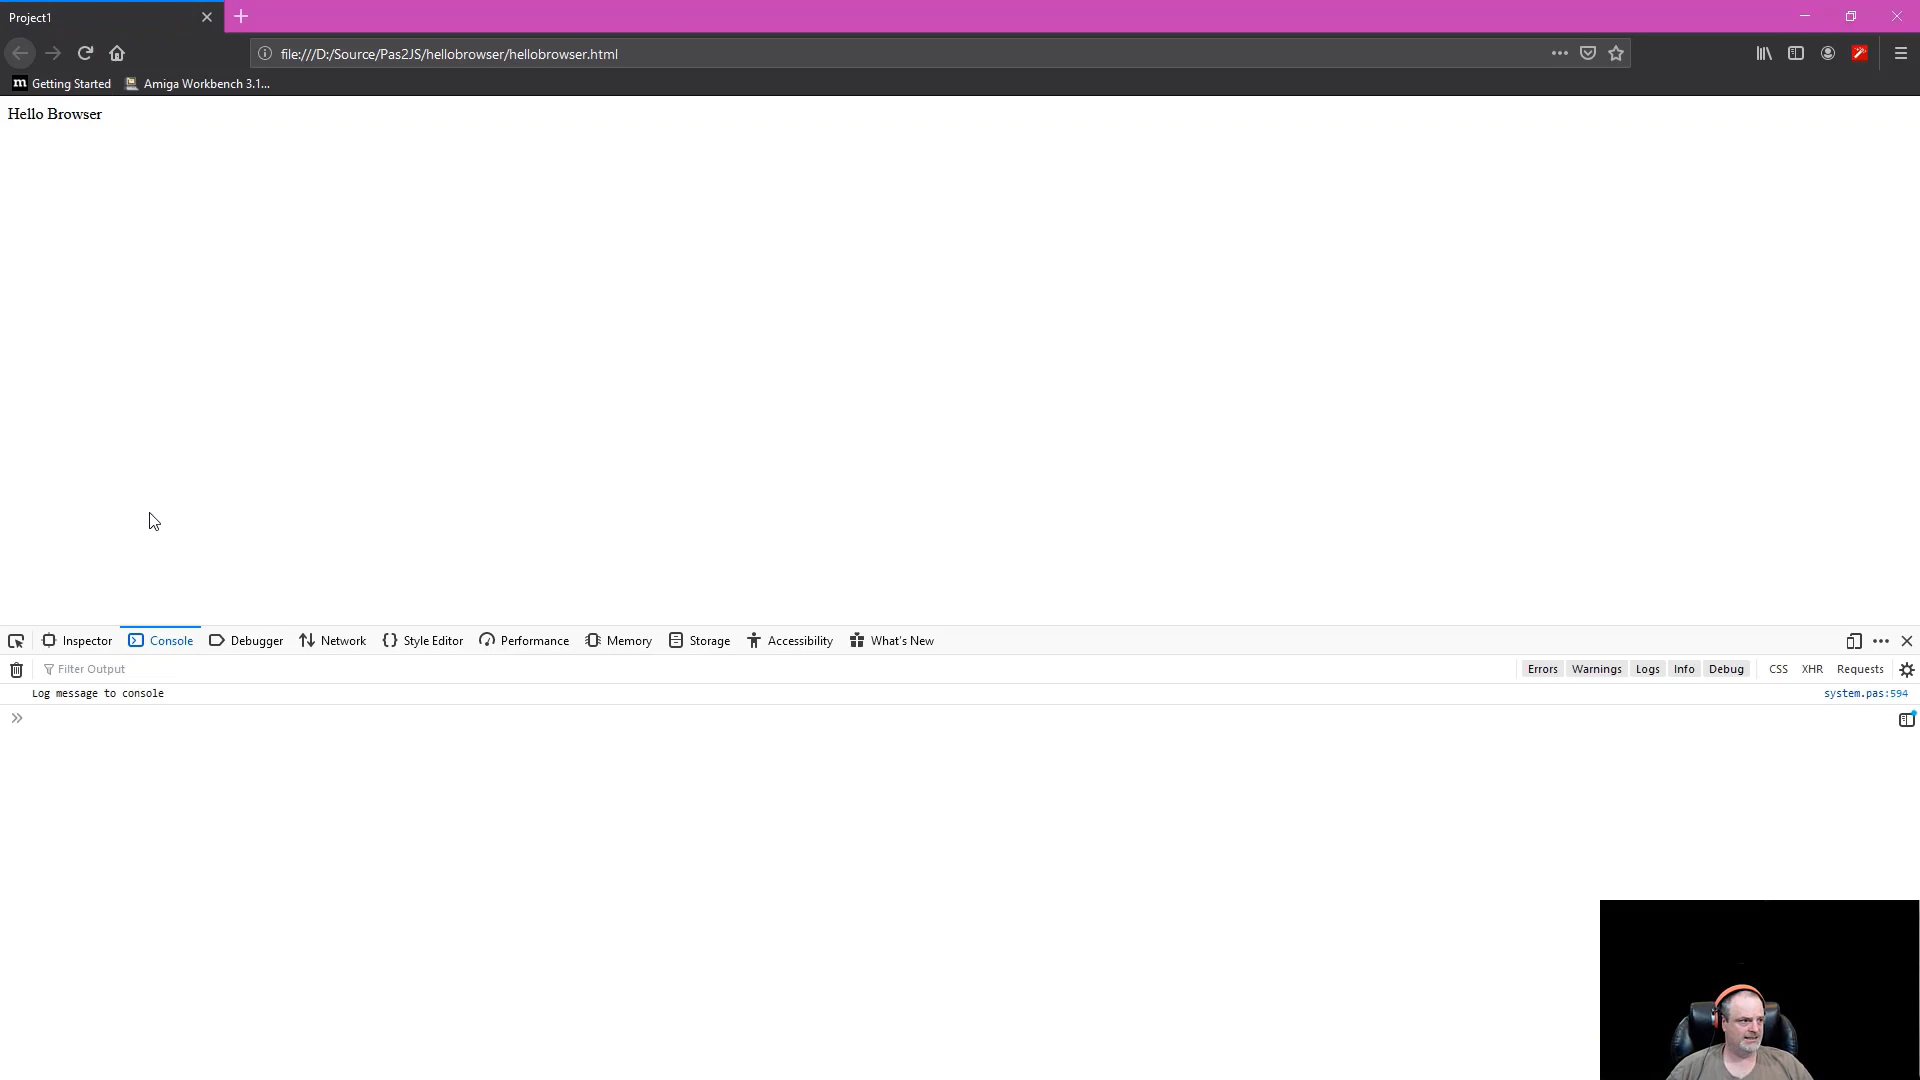 Project1
file:///D:/Source/Pas2JS/hellobrowser/hellobrowser.html
m Getting Started Amiga Workbench 3.1...
Hello Browser
Inspector Console Debugger Network Style Editor Performance Memory Storage Accessibility What's New
Filter Output Errors Warnings Logs Info Debug CSS XHR Requests
Log message to console system.pas:594